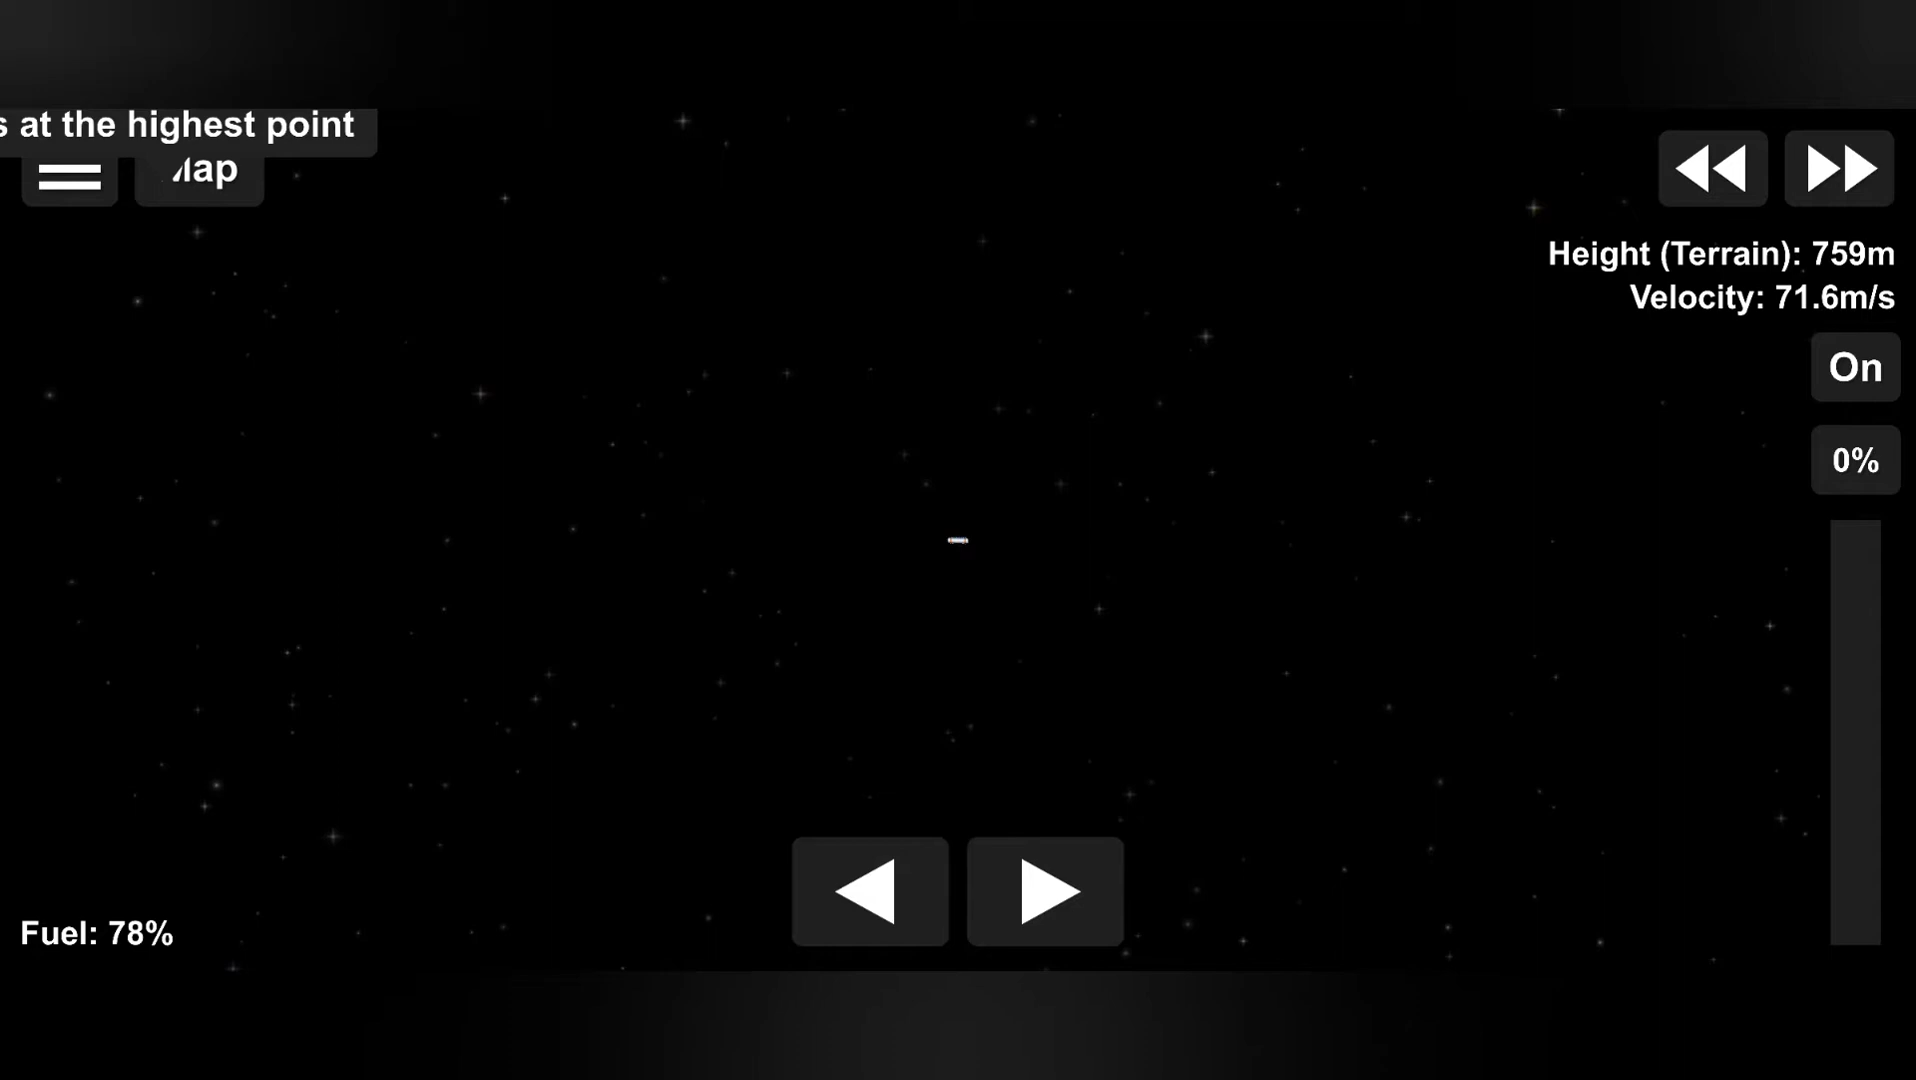 at the highest point
Height (Terrain): 759m
Velocity: 71.6m/s
On
0%
Fuel: 78%